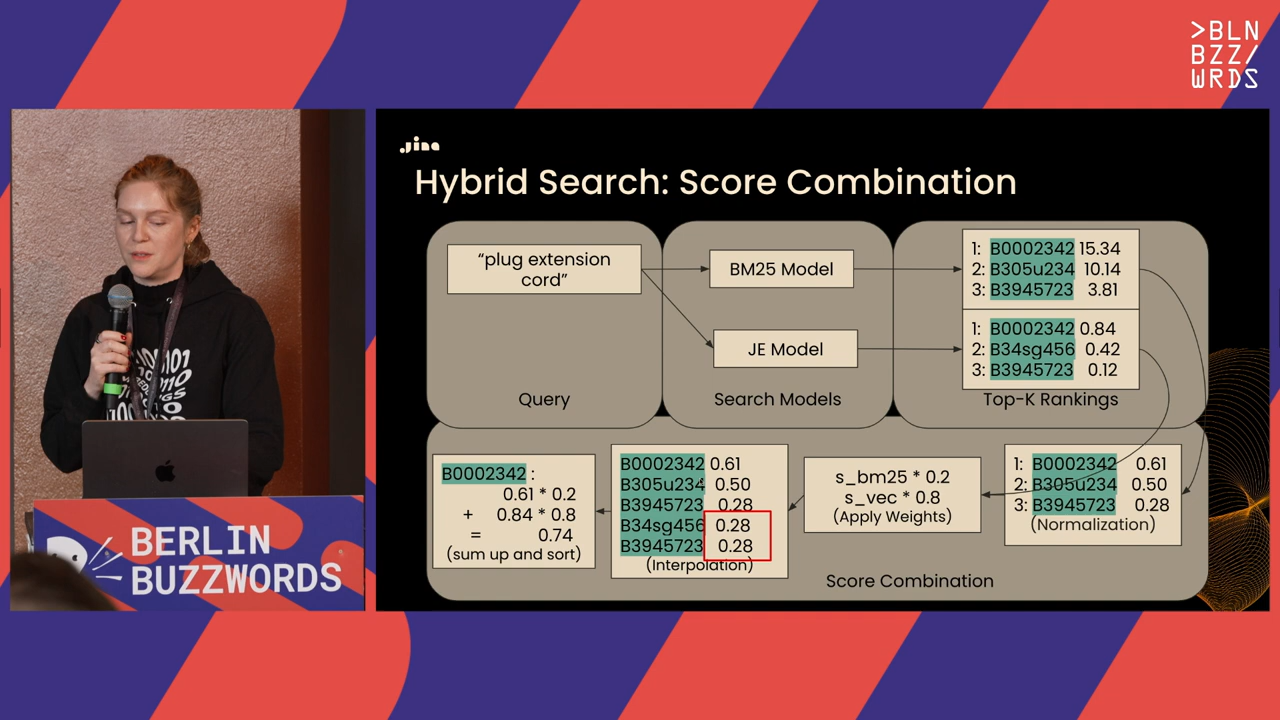 >BLN
BZZ/
WRDS
jina
Hybrid Search: Score Combination
“plug extension
cord”
Query
BM25 Model
JE Model
Search Models
1: B0002342 15.34
2: B305u234 10.14
3: B3945723 3.81
1: B0002342 0.84
2: B34sg456 0.42
3: B3945723 0.12
Top-K Rankings
B0002342 :
0.61 * 0.2
+ 0.84 * 0.8
= 0.74
(sum up and sort)
B0002342 0.61
B305u234 0.50
B3945723 0.28
B34sg456 0.28
B3945723 0.28
(Interpolation)
s_bm25 * 0.2
s_vec * 0.8
(Apply Weights)
1: B0002342 0.61
2: B305u234 0.50
3: B3945723 0.28
(Normalization)
Score Combination
BERLIN
BUZZWORDS